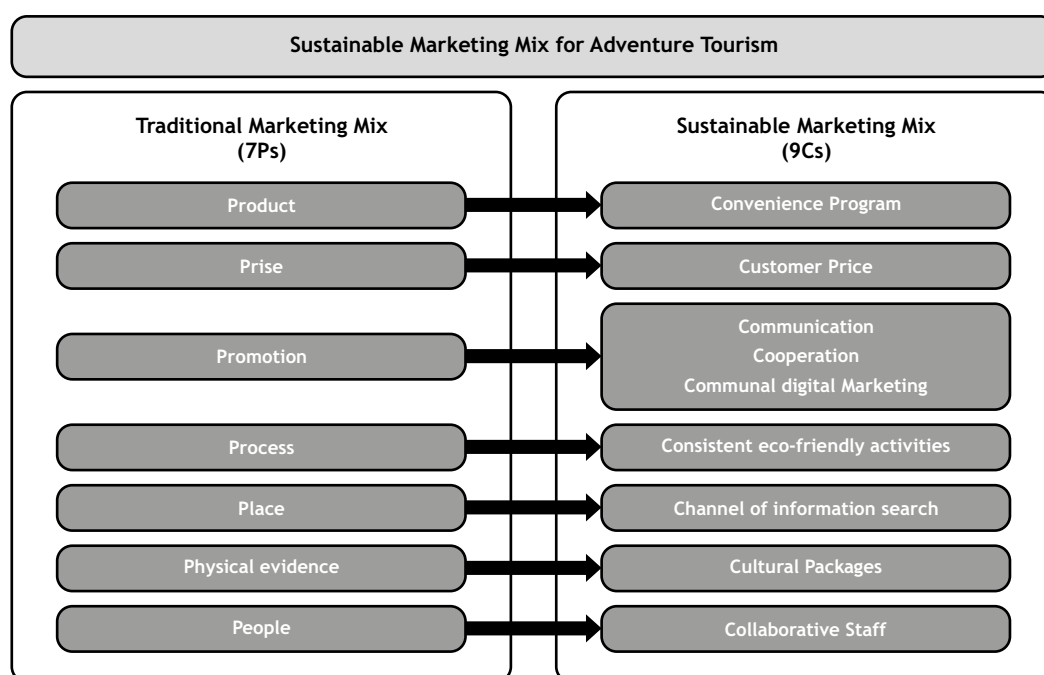 Sustainable Marketing Mix for Adventure Tourism
Traditional Marketing Mix
(7Ps)
Product
Prise
Promotion
Process
Place
Physical evidence
People
Sustainable Marketing Mix
(9Cs)
Convenience Program
Customer Price
Communication
Cooperation
Communal digital Marketing
Consistent eco-friendly activities
Channel of information search
Cultural Packages
Collaborative Staff